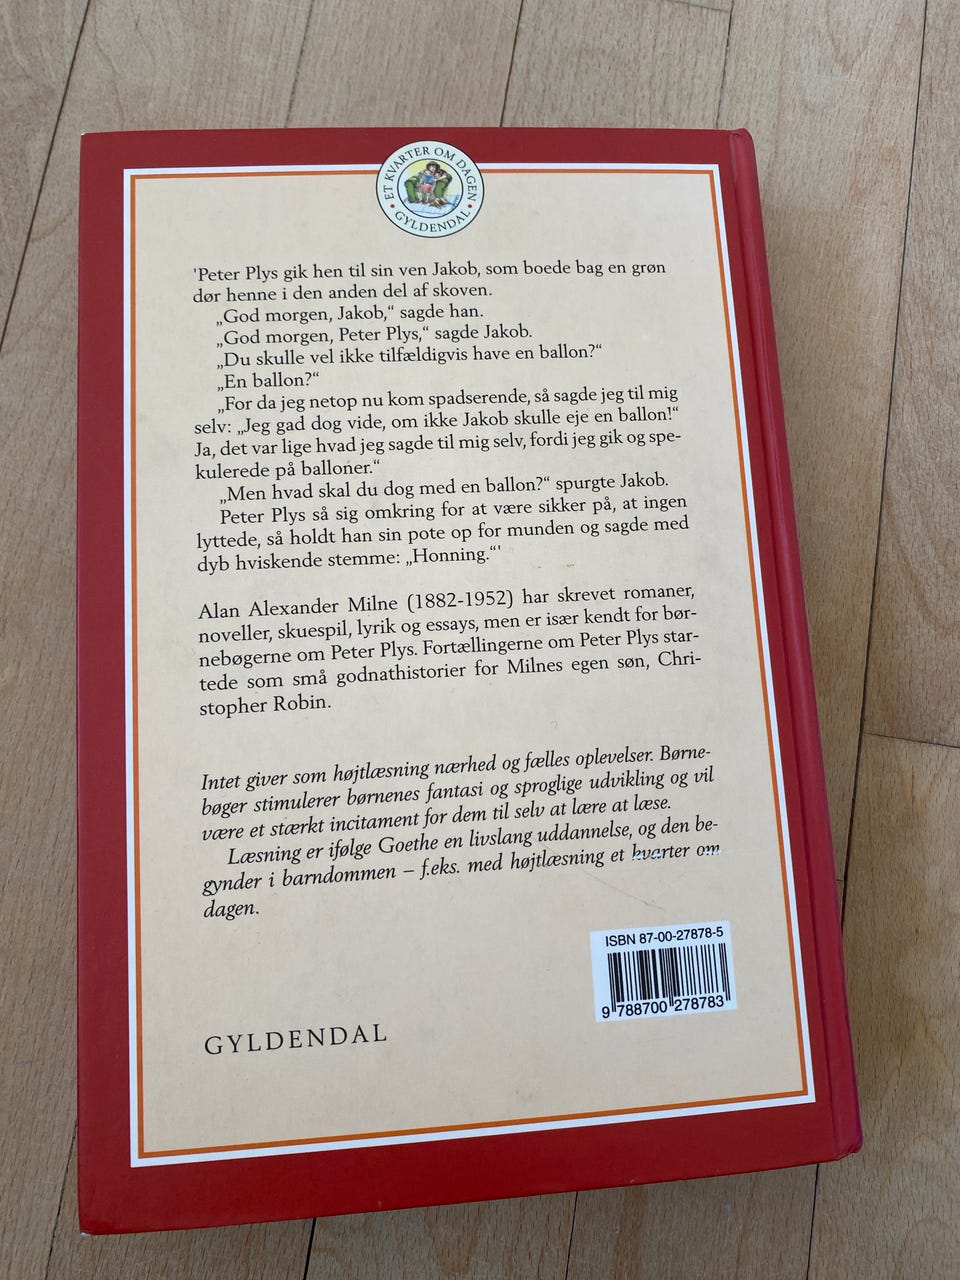 ET KVARTER OM DAGEN
• GYLDENDAL •
'Peter Plys gik hen til sin ven Jakob, som boede bag en grøn
dør henne i den anden del af skoven.
„God morgen, Jakob,“ sagde han.
„God morgen, Peter Plys,“ sagde Jakob.
„Du skulle vel ikke tilfældigvis have en ballon?“
„En ballon?“
„For da jeg netop nu kom spadserende, så sagde jeg til mig
selv: „Jeg gad dog vide, om ikke Jakob skulle eje en ballon!“
Ja, det var lige hvad jeg sagde til mig selv, fordi jeg gik og spe-
kulerede på balloner.“
„Men hvad skal du dog med en ballon?“ spurgte Jakob.
Peter Plys så sig omkring for at være sikker på, at ingen
lyttede, så holdt han sin pote op for munden og sagde med
dyb hviskende stemme: „Honning.“'
Alan Alexander Milne (1882-1952) har skrevet romaner,
noveller, skuespil, lyrik og essays, men er især kendt for bør-
nebøgerne om Peter Plys. Fortællingerne om Peter Plys star-
tede som små godnathistorier for Milnes egen søn, Chri-
stopher Robin.
Intet giver som højtlæsning nærhed og fælles oplevelser. Børne-
bøger stimulerer børnenes fantasi og sproglige udvikling og vil
være et stærkt incitament for dem til selv at lære at læse.
Læsning er ifølge Goethe en livslang uddannelse, og den be-
gynder i barndommen – f.eks. med højtlæsning et kvarter om
dagen.
ISBN 87-00-27878-5
9 788700 278783
GYLDENDAL